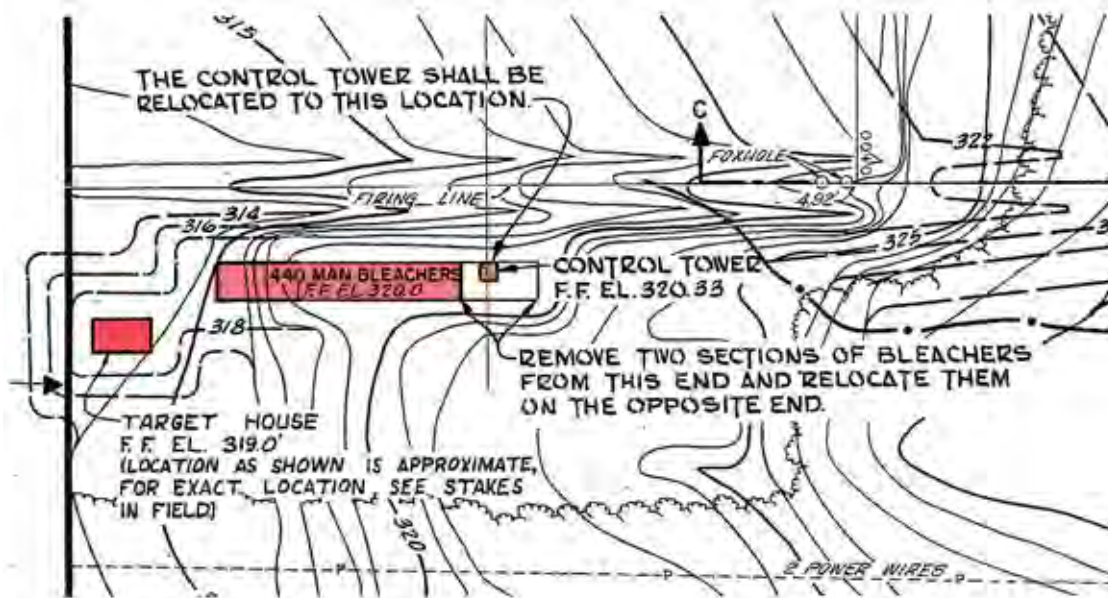 315
THE CONTROL TOWER SHALL BE
RELOCATED TO THIS LOCATION.
C
FOXHOLE
0+00
322
FIRING LINE
4.92'
314
316
325
440 MAN BLEACHERS
F.F. EL. 320.0
CONTROL TOWER
F.F. EL. 320.33
318
REMOVE TWO SECTIONS OF BLEACHERS
FROM THIS END AND RELOCATE THEM
ON THE OPPOSITE END.
TARGET HOUSE
F.F. EL. 319.0'
(LOCATION AS SHOWN IS APPROXIMATE,
FOR EXACT LOCATION SEE STAKES
IN FIELD)
320
P
P
2 POWER WIRES
P